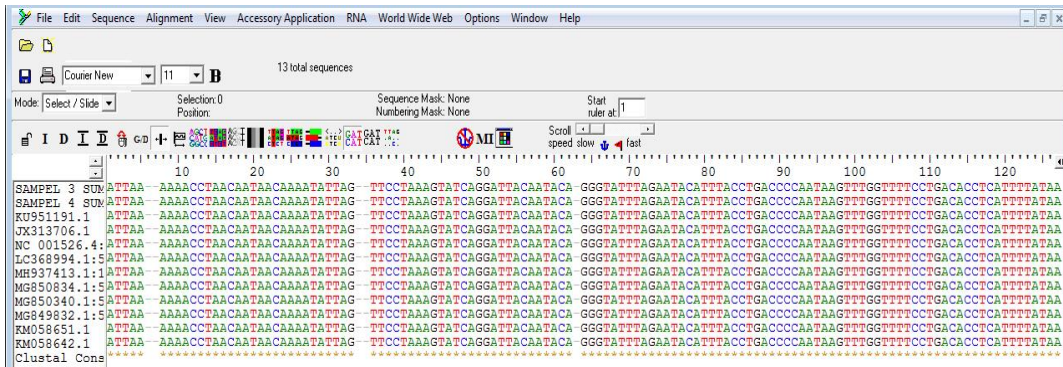 File Edit Sequence Alignment View Accessory Application RNA World Wide Web Options Window Help
Courier New 11 B 13 total sequences
Mode: Select / Slide Selection: 0 Position: Sequence Mask: None Numbering Mask: None Start ruler at: 1
I D I D G/D MI Scroll speed slow fast
10 20 30 40 50 60 70 80 90 100 110 120
SAMPEL 3 SUM ATTAA--AAAACCTAACAATAACAAAATATTAG--TTCCTAAAGTATCAGGATTACAATACA-GGGTATTTAGAATACATTTACCTGACCCCAATAAGTTTGGTTTTCCTGACACCTCATTTTATAA
SAMPEL 4 SUM ATTAA--AAAACCTAACAATAACAAAATATTAG--TTCCTAAAGTATCAGGATTACAATACA-GGGTATTTAGAATACATTTACCTGACCCCAATAAGTTTGGTTTTCCTGACACCTCATTTTATAA
KU951191.1 ATTAA--AAAACCTAACAATAACAAAATATTAG--TTCCTAAAGTATCAGGATTACAATACA-GGGTATTTAGAATACATTTACCTGACCCCAATAAGTTTGGTTTTCCTGACACCTCATTTTATAA
JX313706.1 ATTAA--AAAACCTAACAATAACAAAATATTAG--TTCCTAAAGTATCAGGATTACAATACA-GGGTATTTAGAATACATTTACCTGACCCCAATAAGTTTGGTTTTCCTGACACCTCATTTTATAA
NC 001526.4: ATTAA--AAAACCTAACAATAACAAAATATTAG--TTCCTAAAGTATCAGGATTACAATACA-GGGTATTTAGAATACATTTACCTGACCCCAATAAGTTTGGTTTTCCTGACACCTCATTTTATAA
LC368994.1:5 ATTAA--AAAACCTAACAATAACAAAATATTAG--TTCCTAAAGTATCAGGATTACAATACA-GGGTATTTAGAATACATTTACCTGACCCCAATAAGTTTGGTTTTCCTGACACCTCATTTTATAA
MH937413.1:1 ATTAA--AAAACCTAACAATAACAAAATATTAG--TTCCTAAAGTATCAGGATTACAATACA-GGGTATTTAGAATACATTTACCTGACCCCAATAAGTTTGGTTTTCCTGACACCTCATTTTATAA
MG850834.1:5 ATTAA--AAAACCTAACAATAACAAAATATTAG--TTCCTAAAGTATCAGGATTACAATACA-GGGTATTTAGAATACATTTACCTGACCCCAATAAGTTTGGTTTTCCTGACACCTCATTTTATAA
MG850340.1:5 ATTAA--AAAACCTAACAATAACAAAATATTAG--TTCCTAAAGTATCAGGATTACAATACA-GGGTATTTAGAATACATTTACCTGACCCCAATAAGTTTGGTTTTCCTGACACCTCATTTTATAA
MG849832.1:5 ATTAA--AAAACCTAACAATAACAAAATATTAG--TTCCTAAAGTATCAGGATTACAATACA-GGGTATTTAGAATACATTTACCTGACCCCAATAAGTTTGGTTTTCCTGACACCTCATTTTATAA
KM058651.1 ATTAA--AAAACCTAACAATAACAAAATATTAG--TTCCTAAAGTATCAGGATTACAATACA-GGGTATTTAGAATACATTTACCTGACCCCAATAAGTTTGGTTTTCCTGACACCTCATTTTATAA
KM058642.1 ATTAA--AAAACCTAACAATAACAAAATATTAG--TTCCTAAAGTATCAGGATTACAATACA-GGGTATTTAGAATACATTTACCTGACCCCAATAAGTTTGGTTTTCCTGACACCTCATTTTATAA
Clustal Cons